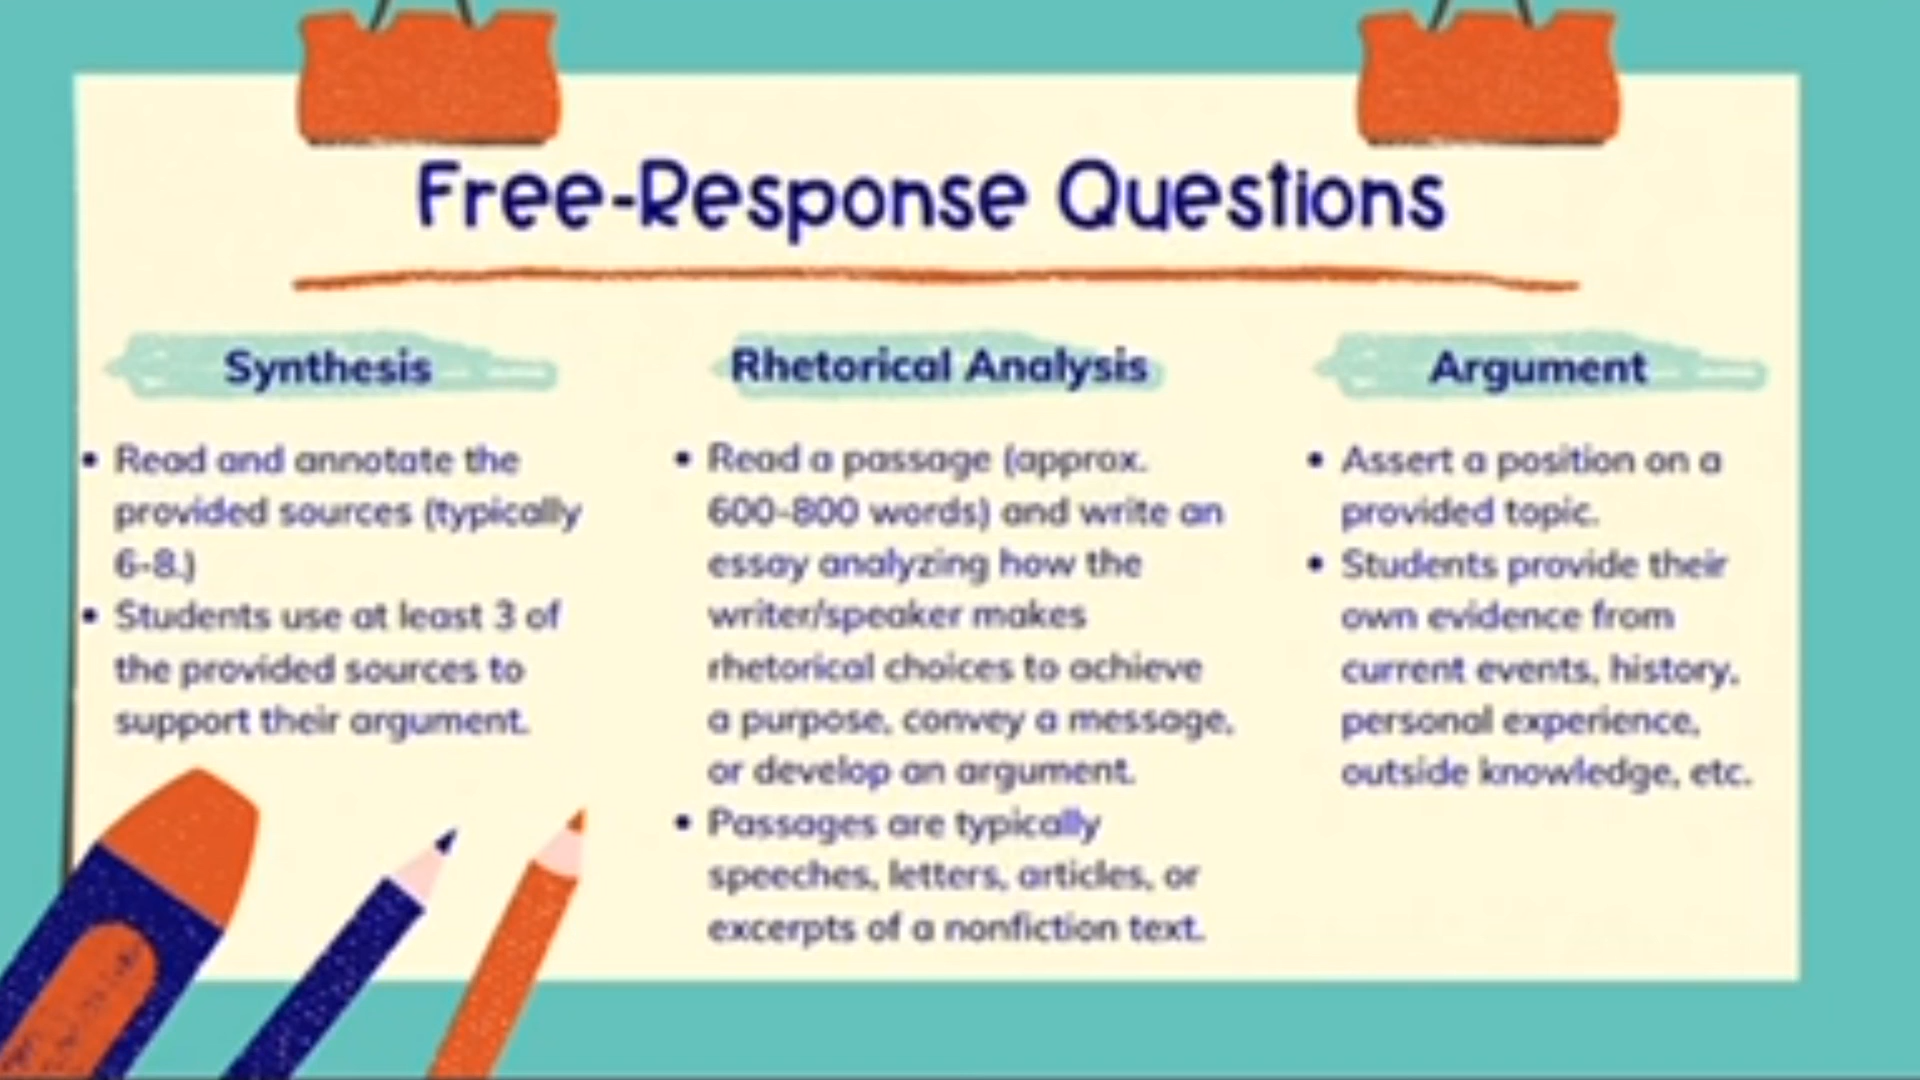 Free-Response Questions
Synthesis
• Read and annotate the
provided sources (typically
6-8.)
• Students use at least 3 of
the provided sources to
support their argument.
Rhetorical Analysis
• Read a passage (approx.
600-800 words) and write an
essay analyzing how the
writer/speaker makes
rhetorical choices to achieve
a purpose, convey a message,
or develop an argument.
• Passages are typically
speeches, letters, articles, or
excerpts of a nonfiction text.
Argument
• Assert a position on a
provided topic.
• Students provide their
own evidence from
current events, history,
personal experience,
outside knowledge, etc.